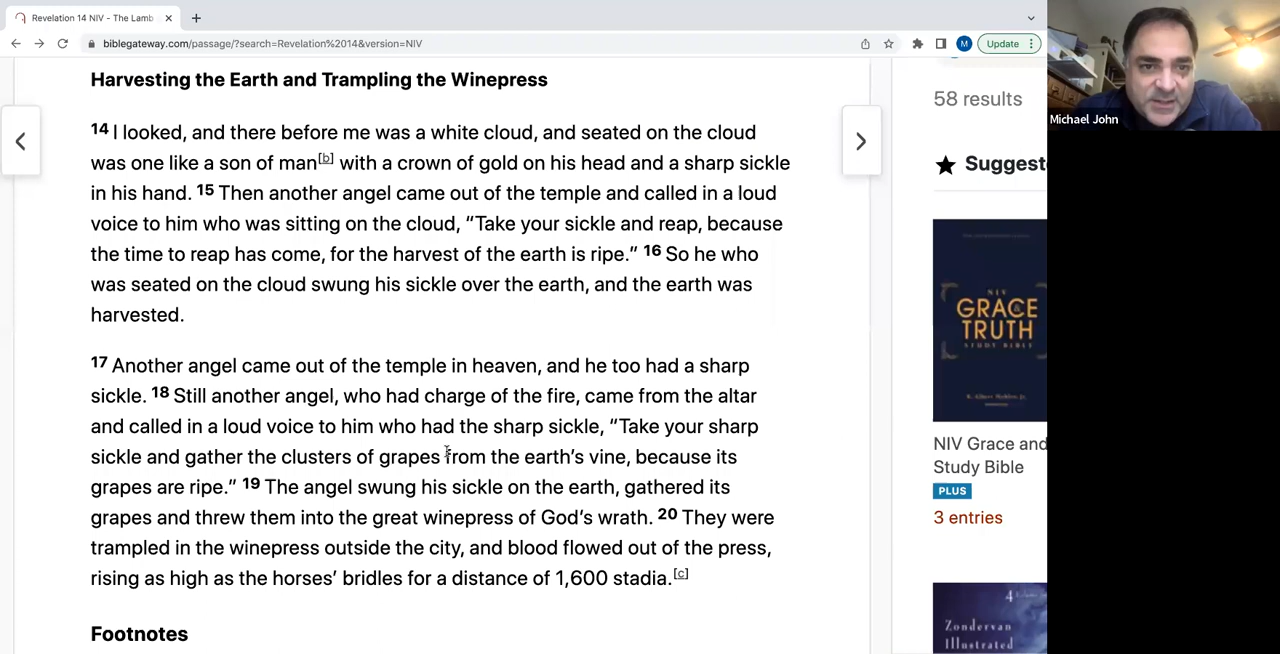 Revelation 14 NIV - The Lamb
biblegateway.com/passage/?search=Revelation%2014&version=NIV
M
Update
Michael John
Harvesting the Earth and Trampling the Winepress
14 I looked, and there before me was a white cloud, and seated on the cloud
was one like a son of man[b] with a crown of gold on his head and a sharp sickle
in his hand. 15 Then another angel came out of the temple and called in a loud
voice to him who was sitting on the cloud, “Take your sickle and reap, because
the time to reap has come, for the harvest of the earth is ripe.” 16 So he who
was seated on the cloud swung his sickle over the earth, and the earth was
harvested.
17 Another angel came out of the temple in heaven, and he too had a sharp
sickle. 18 Still another angel, who had charge of the fire, came from the altar
and called in a loud voice to him who had the sharp sickle, “Take your sharp
sickle and gather the clusters of grapes from the earth’s vine, because its
grapes are ripe.” 19 The angel swung his sickle on the earth, gathered its
grapes and threw them into the great winepress of God’s wrath. 20 They were
trampled in the winepress outside the city, and blood flowed out of the press,
rising as high as the horses’ bridles for a distance of 1,600 stadia.[c]
Footnotes
58 results
Suggest
NIV
GRACE &
TRUTH
STUDY BIBLE
NIV Grace and
Study Bible
PLUS
3 entries
Zondervan
Illustrated